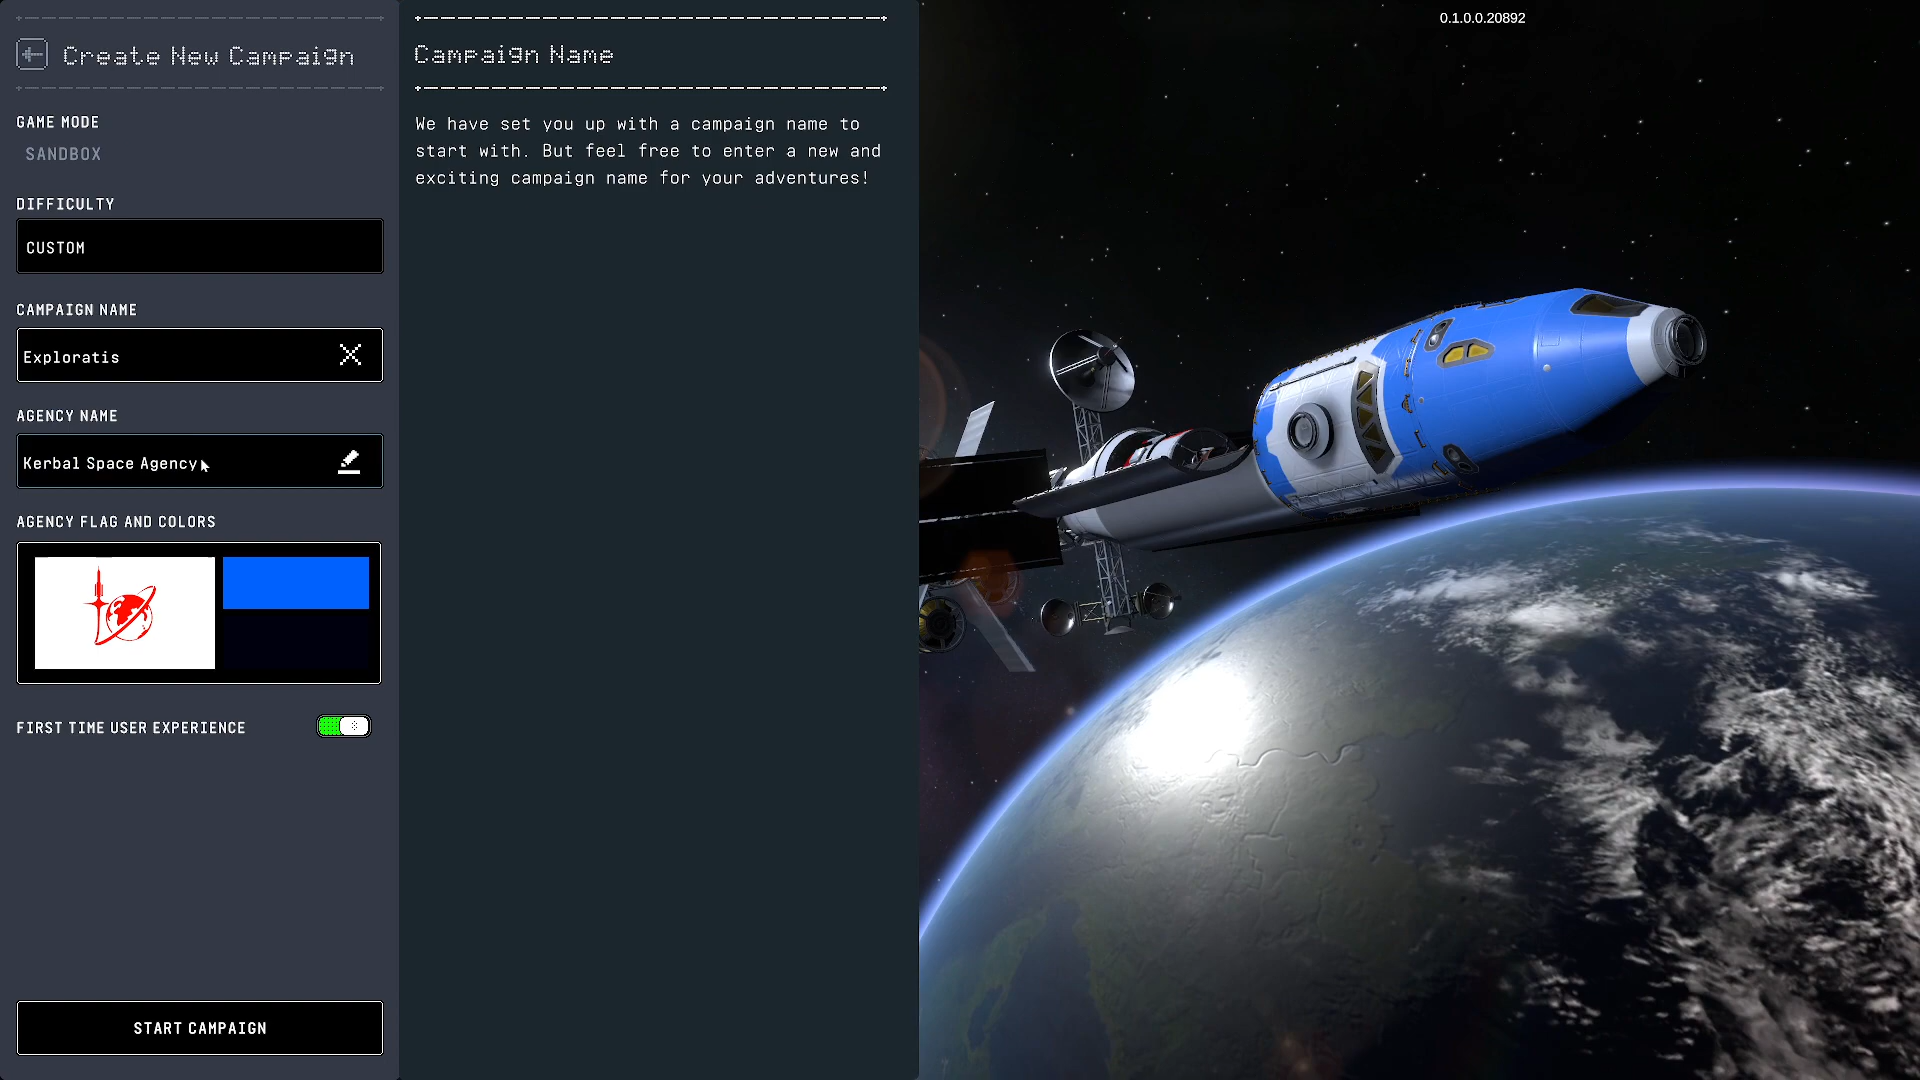 Create New Campaign
GAME MODE
SANDBOX
DIFFICULTY
CUSTOM
CAMPAIGN NAME
Exploratis
AGENCY NAME
Kerbal Space Agency
AGENCY FLAG AND COLORS
FIRST TIME USER EXPERIENCE
START CAMPAIGN
Campaign Name
We have set you up with a campaign name to
start with. But feel free to enter a new and
exciting campaign name for your adventures!
0.1.0.0.20892